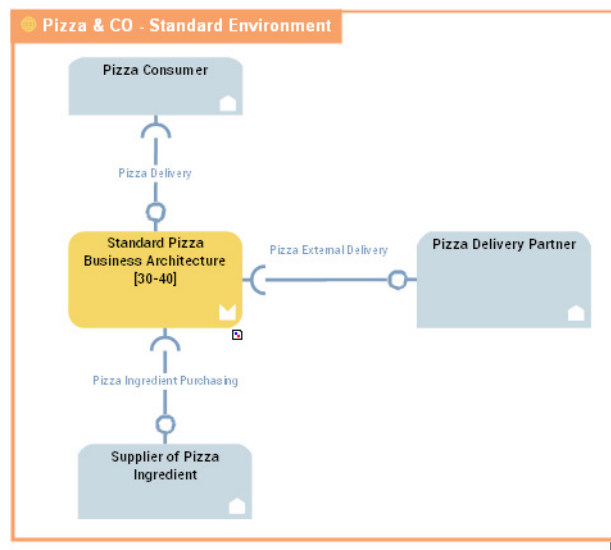 Pizza & CO - Standard Environment
Pizza Consumer
Pizza Delivery
Standard Pizza
Business Architecture
[30-40]
Pizza External Delivery
Pizza Delivery Partner
Pizza Ingredient Purchasing
Supplier of Pizza
Ingredient